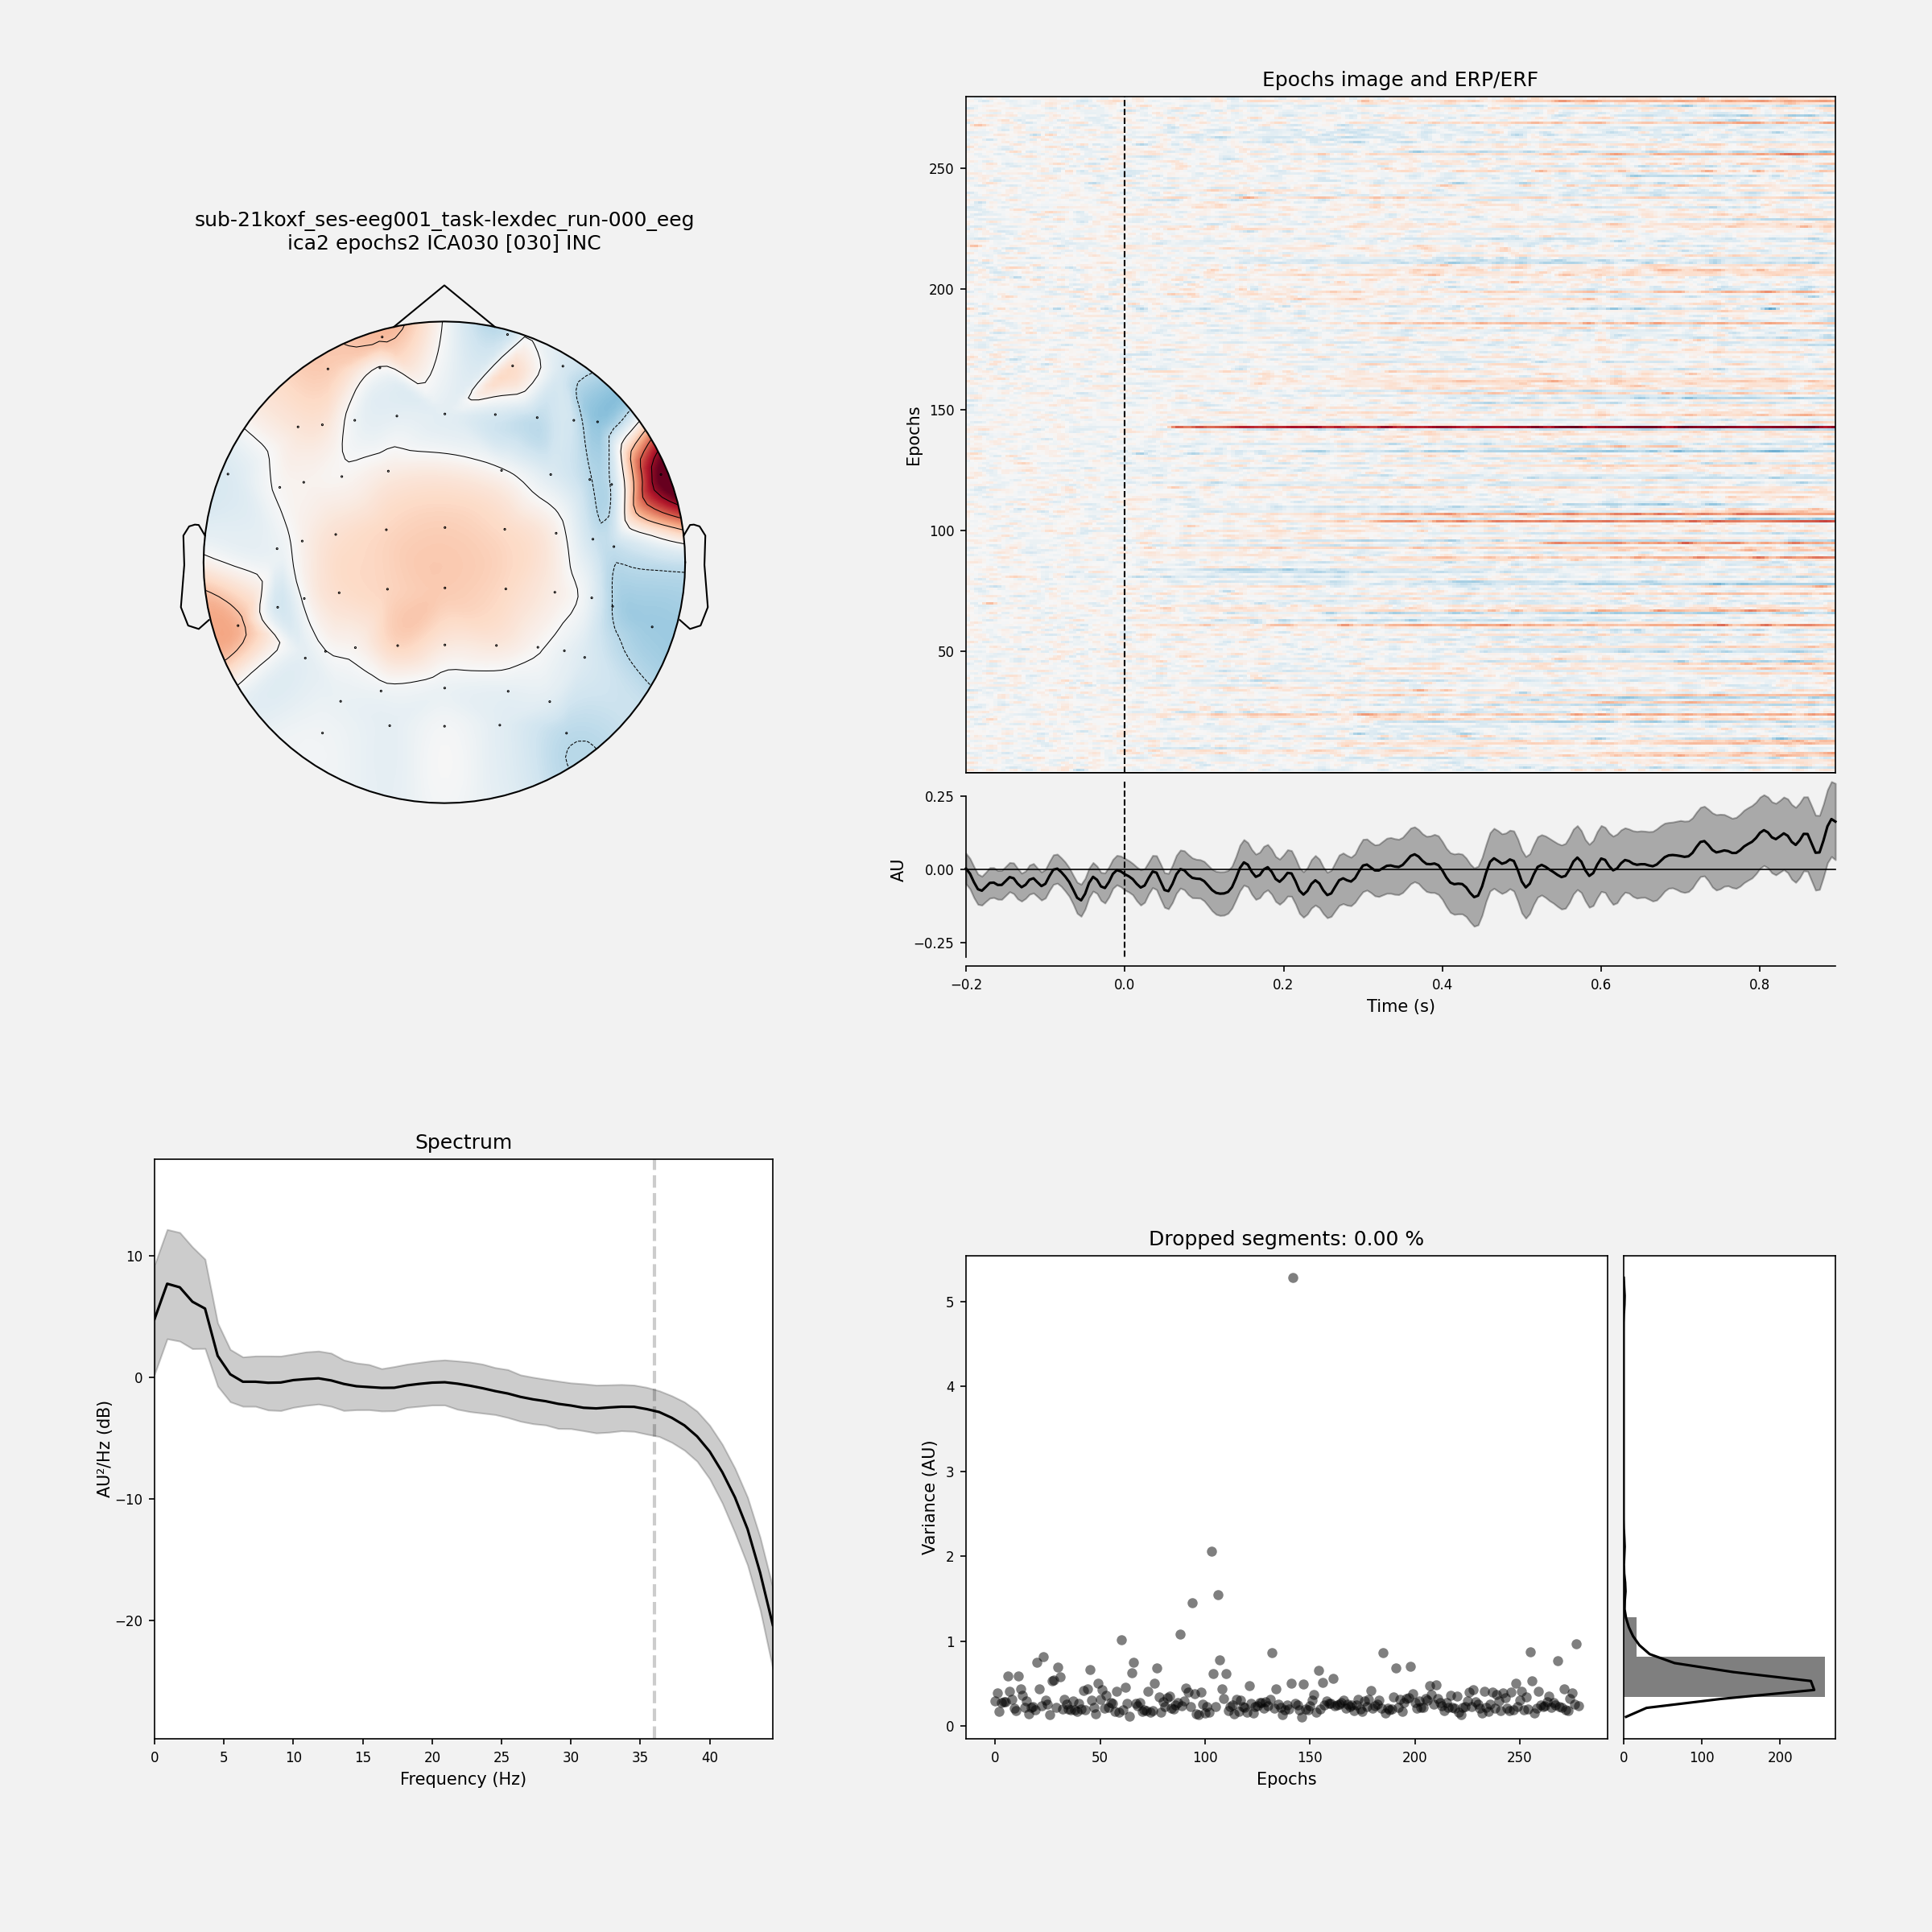 sub-21koxf_ses-eeg001_task-lexdec_run-000_eeg
ica2 epochs2 ICA030 [030] INC
Epochs image and ERP/ERF
Epochs
250
200
150
100
50
AU
0.25
0.00
−0.25
−0.2 0.0 0.2 0.4 0.6 0.8
Time (s)
Spectrum
AU²/Hz (dB)
10
0
−10
−20
0 5 10 15 20 25 30 35 40
Frequency (Hz)
Dropped segments: 0.00 %
Variance (AU)
5
4
3
2
1
0
0 50 100 150 200 250
Epochs
0 100 200